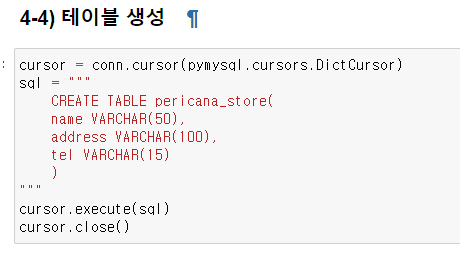 4-4) 테이블 생성 ¶
: cursor = conn.cursor(pymysql.cursors.DictCursor)
sql = """
    CREATE TABLE pericana_store(
    name VARCHAR(50),
    address VARCHAR(100),
    tel VARCHAR(15)
    )
"""
cursor.execute(sql)
cursor.close()